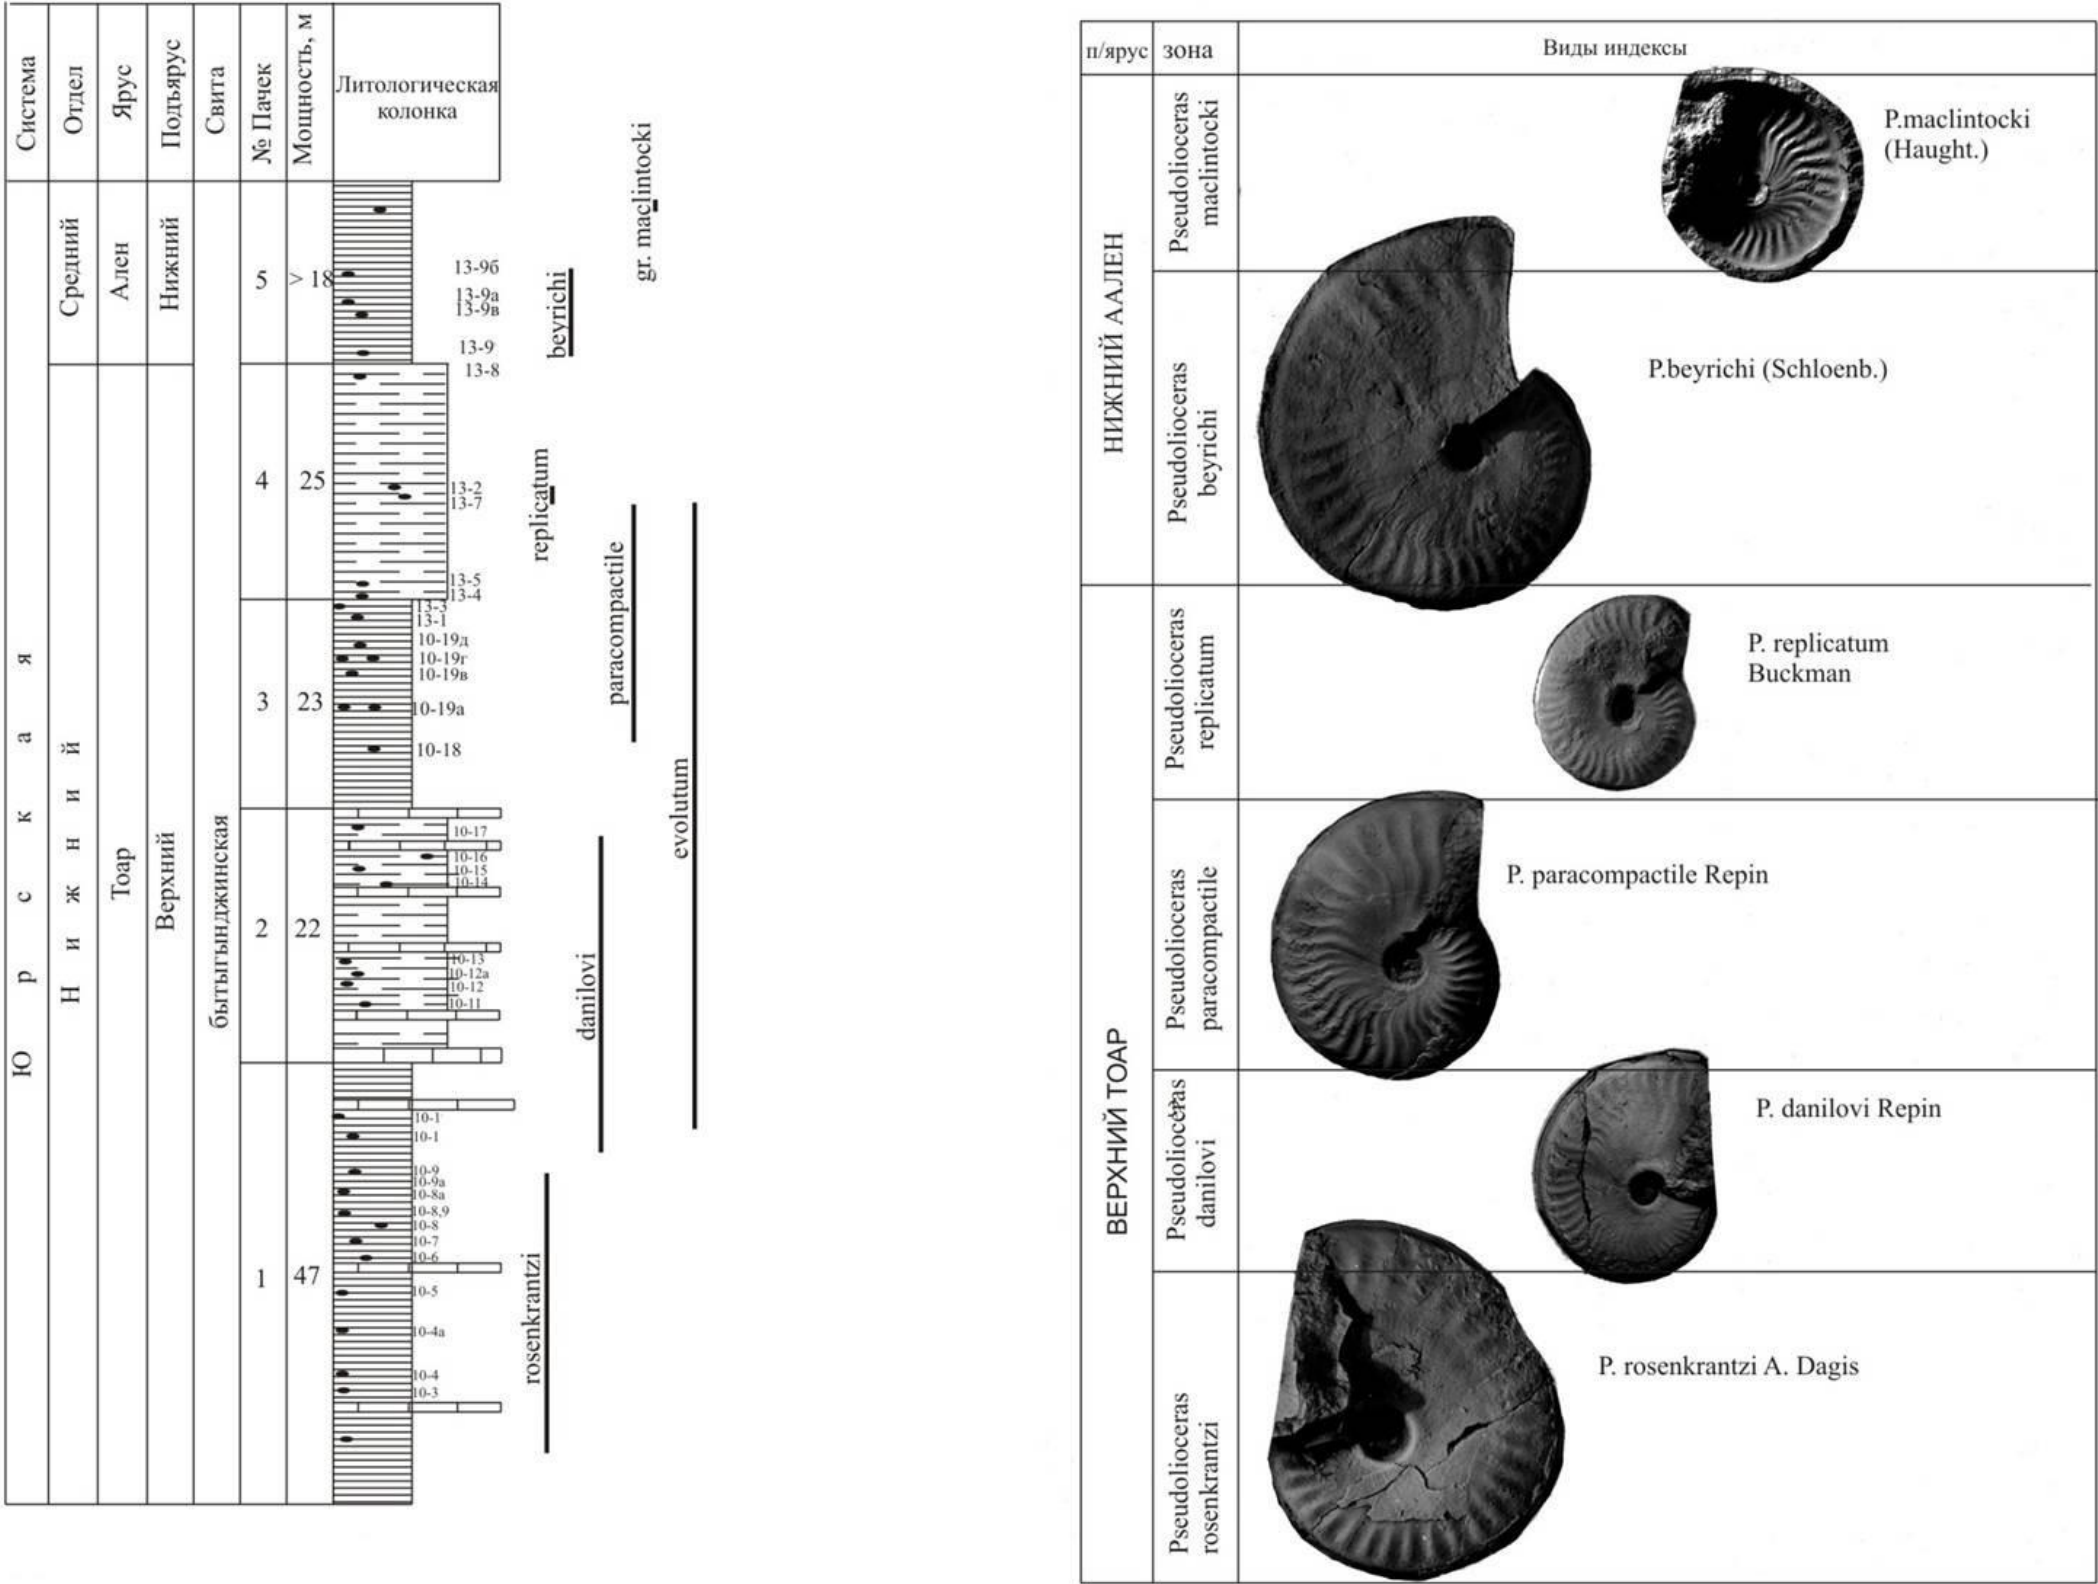 Система
Отдел
Ярус
Подъярус
Свита
№ Пачек
Мощность, м
Литологическая
колонка
Юрская
Средний
Ален
Нижний
Нижний
Тоар
Верхний
бытыгынджинская
5
> 18
4
25
3
23
2
22
1
47
13-9б
13-9а
13-9в
13-9
13-8
13-2
13-7
13-5
13-4
13-3
13-1
10-19д
10-19г
10-19в
10-19а
10-18
10-17
10-16
10-15
10-14
10-13
10-12а
10-12
10-11
10-1
10-1
10-9
10-9а
10-8а
10-8,9
10-8
10-7
10-6
10-5
10-4а
10-4
10-3
gr. maclintocki
beyrichi
replicatum
paracompactile
evolutum
danilovi
rosenkrantzi
п/ярус
зона
Виды индексы
НИЖНИЙ ААЛЕН
Pseudolioceras
maclintocki
P.maclintocki
(Haught.)
Pseudolioceras
beyrichi
P.beyrichi (Schloenb.)
ВЕРХНИЙ ТОАР
Pseudolioceras
replicatum
P. replicatum
Buckman
Pseudolioceras
paracompactile
P. paracompactile Repin
Pseudolioceras
danilovi
P. danilovi Repin
Pseudolioceras
rosenkrantzi
P. rosenkrantzi A. Dagis